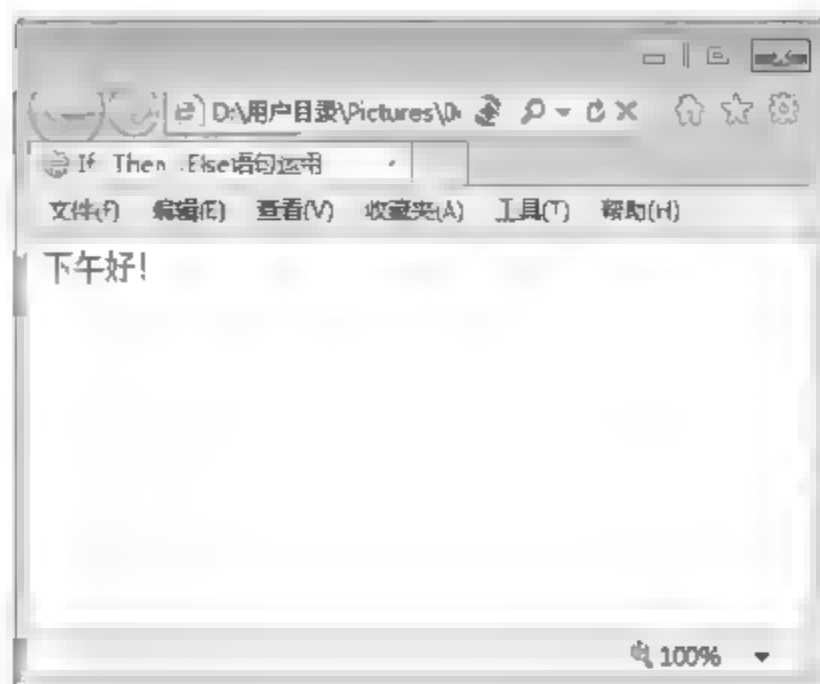 D:\用户目录\Pictures\D
If Then Else语句运用
文件(F) 编辑(E) 查看(V) 收藏夹(A) 工具(T) 帮助(H)
下午好!
100%